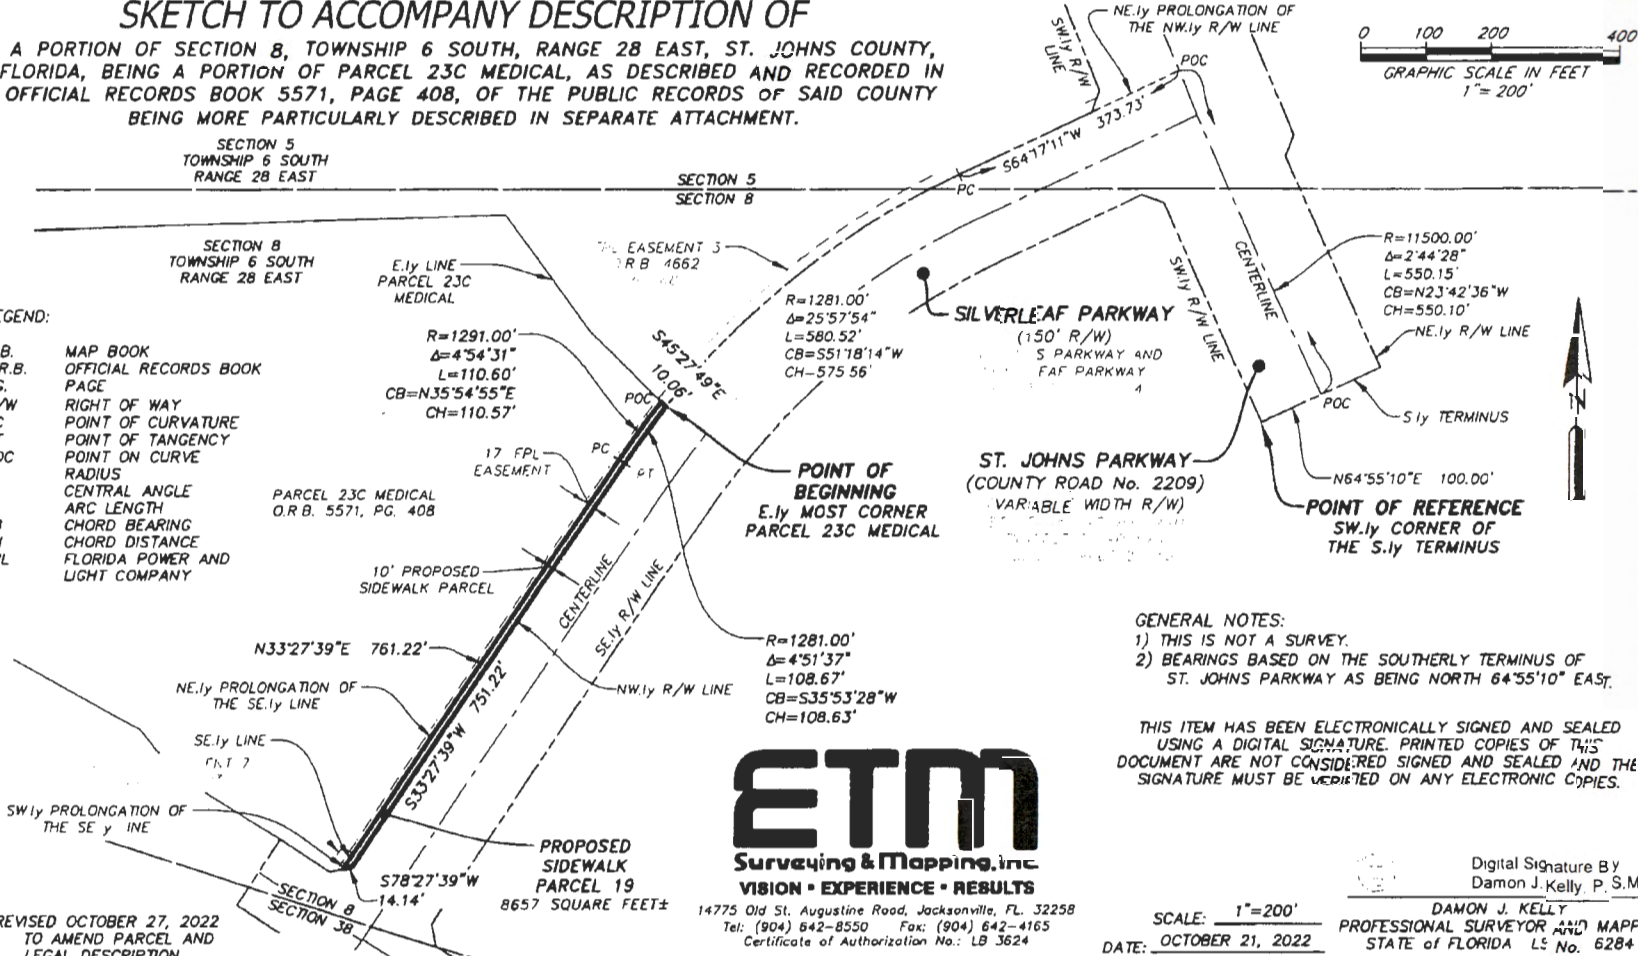 SKETCH TO ACCOMPANY DESCRIPTION OF
A PORTION OF SECTION 8, TOWNSHIP 6 SOUTH, RANGE 28 EAST, ST. JOHNS COUNTY,
FLORIDA, BEING A PORTION OF PARCEL 23C MEDICAL, AS DESCRIBED AND RECORDED IN
OFFICIAL RECORDS BOOK 5571, PAGE 408, OF THE PUBLIC RECORDS OF SAID COUNTY
BEING MORE PARTICULARLY DESCRIBED IN SEPARATE ATTACHMENT.
SECTION 5
TOWNSHIP 6 SOUTH
RANGE 28 EAST
SECTION 5
SECTION 8
SECTION 8
TOWNSHIP 6 SOUTH
RANGE 28 EAST
SW.ly R/W
LINE
NE.ly PROLONGATION OF
THE NW.ly R/W LINE
POC
S64°17'11"W 373.73'
PC
0 100 200 400
GRAPHIC SCALE IN FEET
1"= 200'
E.ly LINE
PARCEL 23C
MEDICAL
EASEMENT 3
O.R.B 4662
R=1291.00'
Δ=4°54'31"
L=110.60'
CB=N35°54'55"E
CH=110.57'
S45°27'49"E
10.06'
POC
R=1281.00'
Δ=25°57'54"
L=580.52'
CB=S51°18'14"W
CH-575 56'
SILVERLEAF PARKWAY
(150' R/W)
S PARKWAY AND
FAF PARKWAY
4
SW.ly R/W LINE
CENTERLINE
R=11500.00'
Δ=2°44'28"
L=550.15'
CB=N23°42'36"W
CH=550.10'
NE.ly R/W LINE
POC
S ly TERMINUS
N64°55'10"E 100.00'
POINT OF REFERENCE
SW.ly CORNER OF
THE S.ly TERMINUS
N
EGEND:
B. MAP BOOK
R.B. OFFICIAL RECORDS BOOK
G. PAGE
/W RIGHT OF WAY
C POINT OF CURVATURE
T POINT OF TANGENCY
OC POINT ON CURVE
RADIUS
CENTRAL ANGLE
ARC LENGTH
B CHORD BEARING
H CHORD DISTANCE
PL FLORIDA POWER AND
LIGHT COMPANY
17 FPL
EASEMENT
PC
PT
PARCEL 23C MEDICAL
O.R.B. 5571, PG. 408
POINT OF
BEGINNING
E.ly MOST CORNER
PARCEL 23C MEDICAL
ST. JOHNS PARKWAY
(COUNTY ROAD No. 2209)
VARIABLE WIDTH R/W)
10' PROPOSED
SIDEWALK PARCEL
CENTERLINE
SE.ly R/W LINE
N33°27'39"E 761.22'
NE.ly PROLONGATION OF
THE SE.ly LINE
S33°27'39"W 751.22'
NW.ly R/W LINE
R=1281.00'
Δ=4°51'37"
L=108.67'
CB=S35°53'28"W
CH=108.63'
SE.ly LINE
SW ly PROLONGATION OF
THE SE y INE
S78°27'39"W
14.14'
PROPOSED
SIDEWALK
PARCEL 19
8657 SQUARE FEET±
SECTION 8
SECTION 38
GENERAL NOTES:
1) THIS IS NOT A SURVEY.
2) BEARINGS BASED ON THE SOUTHERLY TERMINUS OF
ST. JOHNS PARKWAY AS BEING NORTH 64°55'10" EAST.
THIS ITEM HAS BEEN ELECTRONICALLY SIGNED AND SEALED
USING A DIGITAL SIGNATURE. PRINTED COPIES OF THIS
DOCUMENT ARE NOT CONSIDERED SIGNED AND SEALED AND THE
SIGNATURE MUST BE VERIFIED ON ANY ELECTRONIC COPIES.
ETM
Surveying & Mapping, Inc
VISION • EXPERIENCE • RESULTS
14775 Old St. Augustine Road, Jacksonville, FL. 32258
Tel: (904) 642-8550 Fax: (904) 642-4165
Certificate of Authorization No.: LB 3624
REVISED OCTOBER 27, 2022
TO AMEND PARCEL AND
LEGAL DESCRIPTION
SCALE: 1"=200'
DATE: OCTOBER 21, 2022
Digital Signature By
Damon J. Kelly, P.S.M
DAMON J. KELLY
PROFESSIONAL SURVEYOR AND MAPP
STATE of FLORIDA LS No. 6284